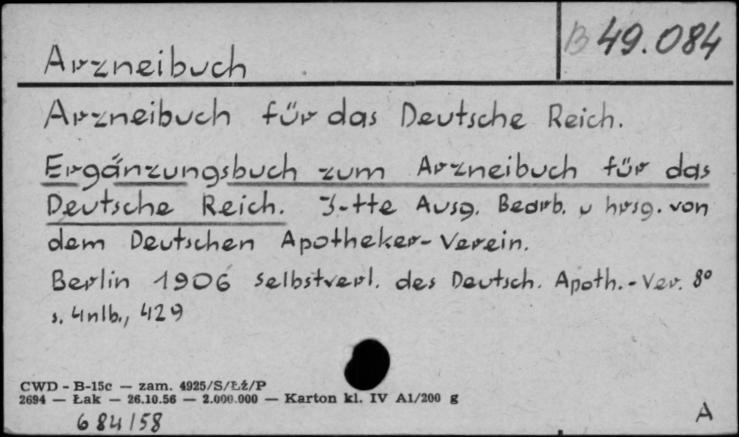 B 49.084
Arzneibuch
Arzneibuch für das Deutsche Reich.
Ergänzungsbuch zum Arzneibuch für das
Deutsche Reich. 3-tte Ausg. Bearb. u hrsg. von
dem Deutschen Apotheker-Verein.
Berlin 1906 selbstverl. des Deutsch. Apoth.-Ver. 8°
s. 4nlb., 429
CWD - B-15c — zam. 4925/S/Łż/P
2694 — Łak — 26.10.56 — 2.000.000 — Karton kl. IV A1/200 g
684/58
A